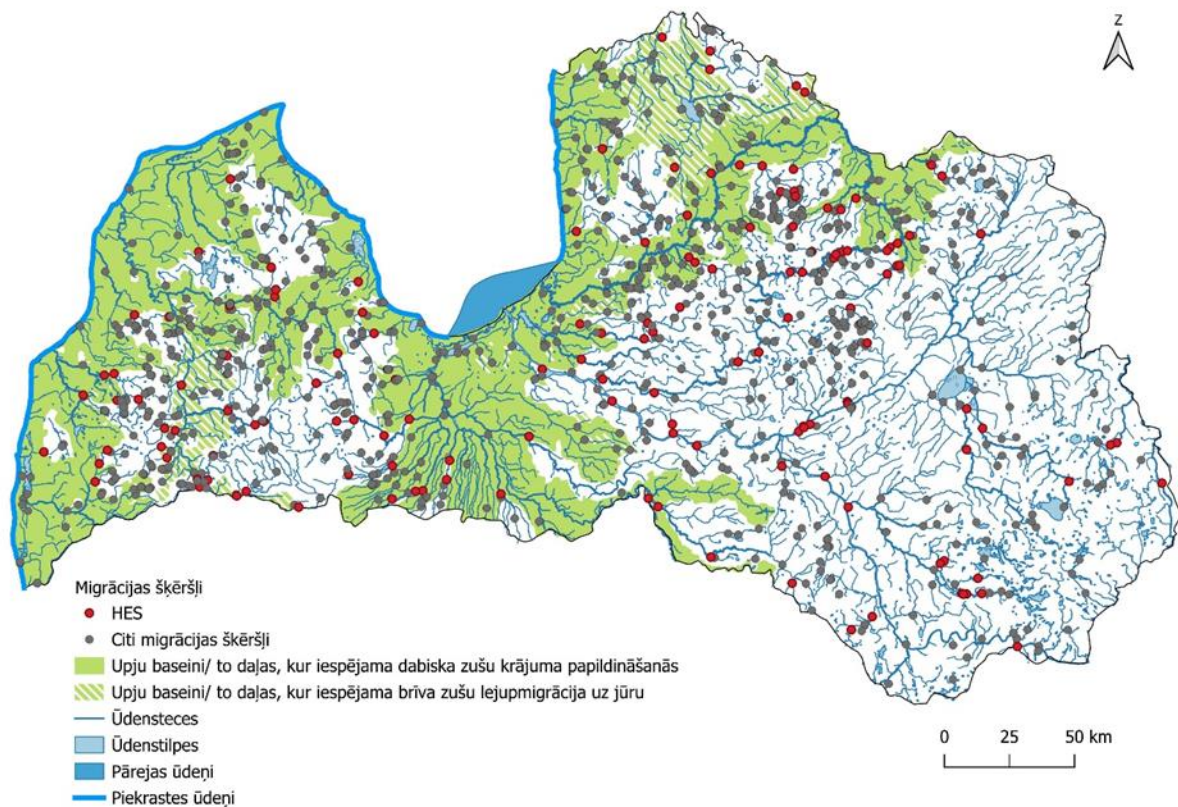 Z
Migrācijas šķēršļi
HES
Citi migrācijas škēršli
Upju baseini/ to daļas, kur iespējama dabiska zušu krājuma papildināšanās
Upju baseini/ to daļas, kur iespējama brīva zušu lejupmigrācija uz jūru
Ūdensteces
Ūdenstilpes
Pārejas ūdeņi
Piekrastes ūdeņi
0 25 50 km